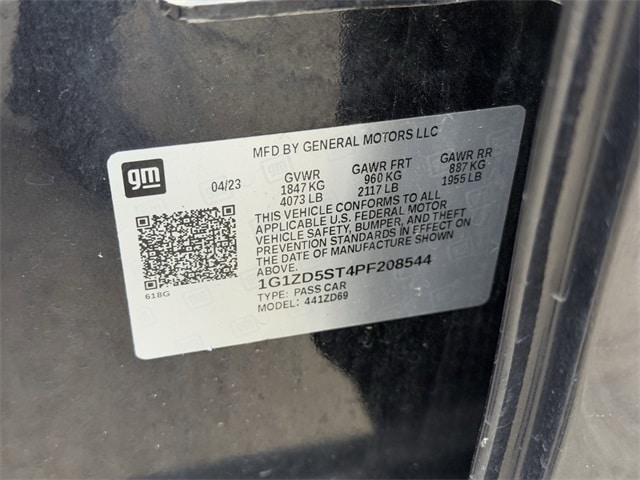 MFD BY GENERAL MOTORS LLC
gm
04/23 GVWR GAWR FRT GAWR RR
1847 KG 960 KG 887 KG
4073 LB 2117 LB 1955 LB
THIS VEHICLE CONFORMS TO ALL
APPLICABLE U.S. FEDERAL MOTOR
VEHICLE SAFETY, BUMPER, AND THEFT
PREVENTION STANDARDS IN EFFECT ON
THE DATE OF MANUFACTURE SHOWN
ABOVE.
1G1ZD5ST4PF208544
TYPE: PASS CAR
MODEL: 441ZD69
618G